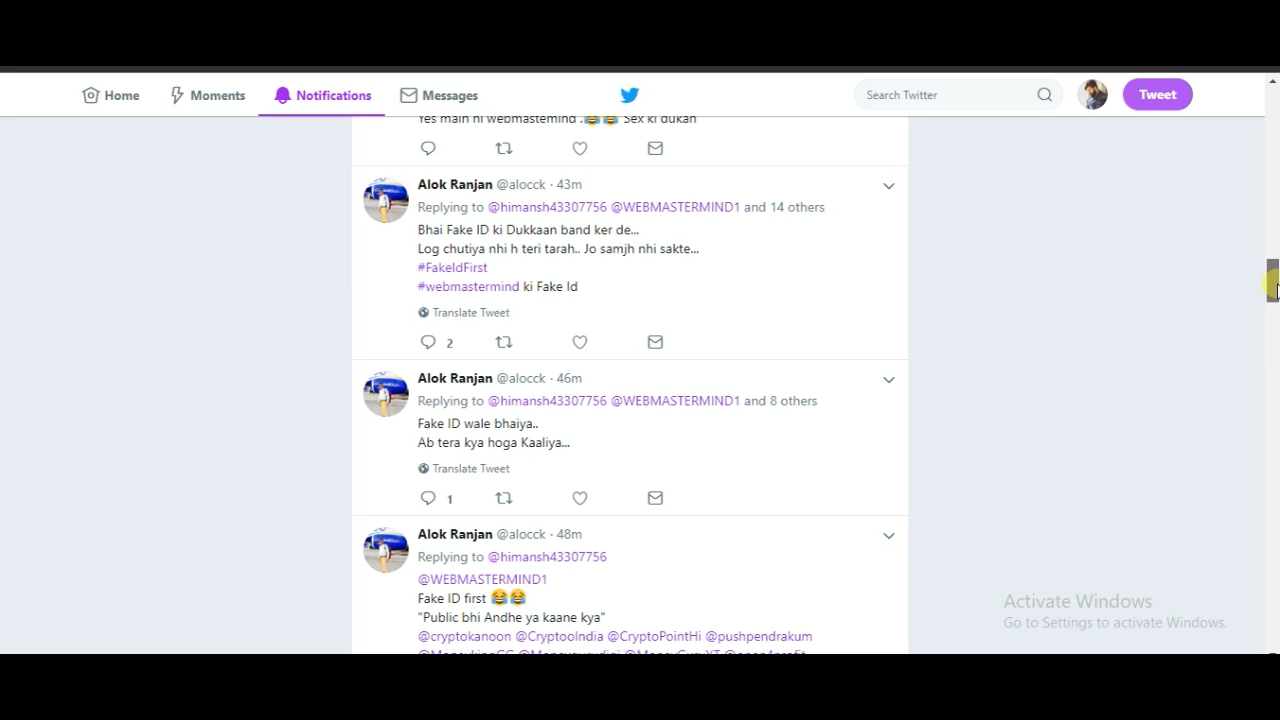 Home Moments Notifications Messages Search Twitter Tweet
Yes main hi webmastemind .😂😂 Sex ki dukan
Alok Ranjan @alocck · 43m
Replying to @himansh43307756 @WEBMASTERMIND1 and 14 others
Bhai Fake ID ki Dukkaan band ker de...
Log chutiya nhi h teri tarah.. Jo samjh nhi sakte...
#FakeIdFirst
#webmastermind ki Fake Id
Translate Tweet
2
Alok Ranjan @alocck · 46m
Replying to @himansh43307756 @WEBMASTERMIND1 and 8 others
Fake ID wale bhaiya..
Ab tera kya hoga Kaaliya...
Translate Tweet
1
Alok Ranjan @alocck · 48m
Replying to @himansh43307756
@WEBMASTERMIND1
Fake ID first 😂😂
"Public bhi Andhe ya kaane kya"
@cryptokanoon @CryptooIndia @CryptoPointHi @pushpendrakum
Activate Windows
Go to Settings to activate Windows.